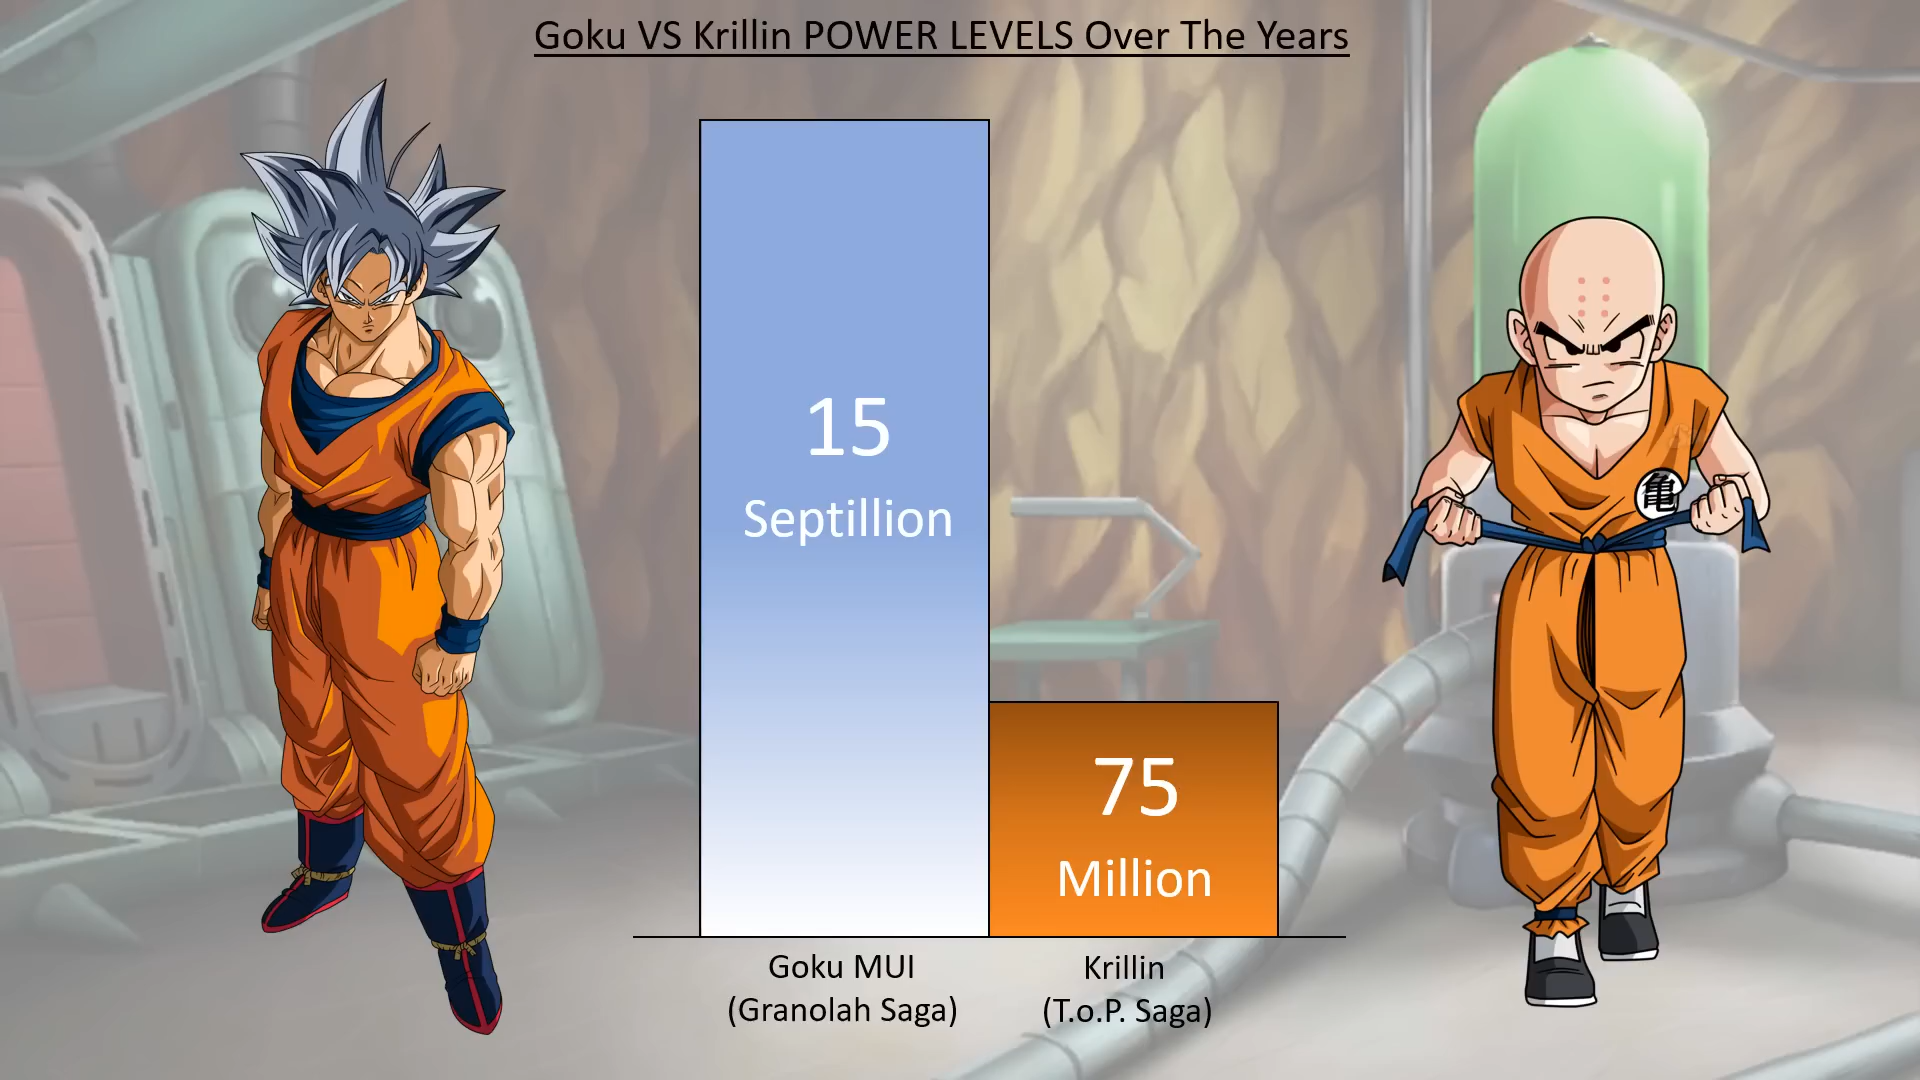 Goku VS Krillin POWER LEVELS Over The Years
15
Septillion
亀
75
Million
Goku MUI
(Granolah Saga)
Krillin
(T.o.P. Saga)